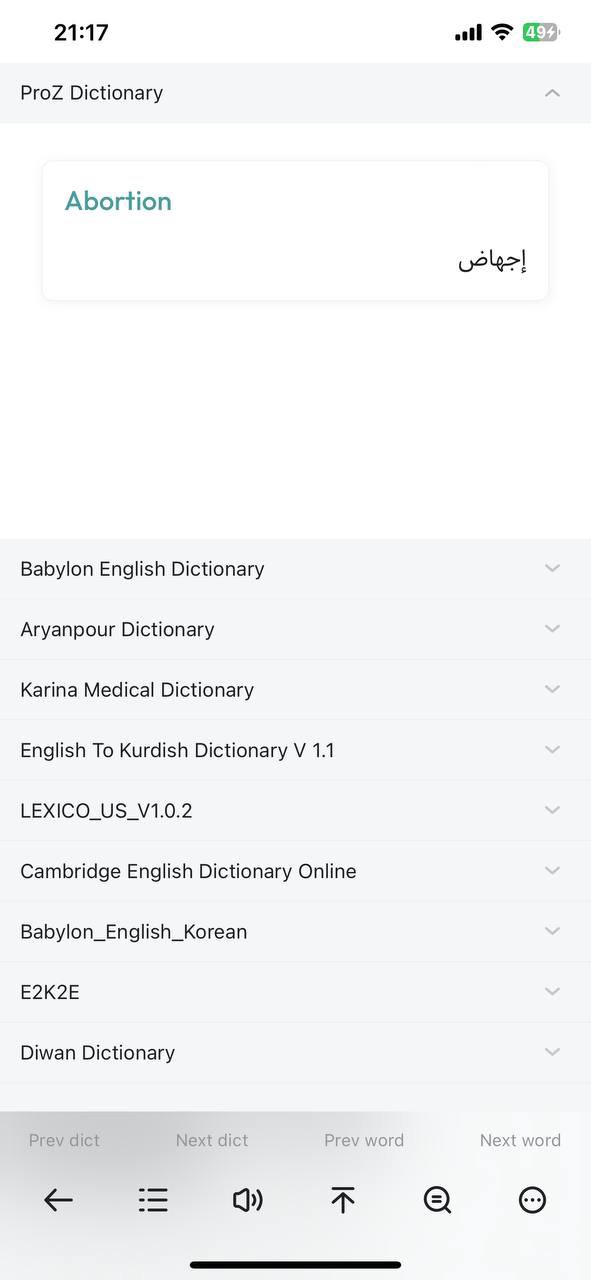 21:17
49
ProZ Dictionary
Abortion
إجهاض
Babylon English Dictionary
Aryanpour Dictionary
Karina Medical Dictionary
English To Kurdish Dictionary V 1.1
LEXICO_US_V1.0.2
Cambridge English Dictionary Online
Babylon_English_Korean
E2K2E
Diwan Dictionary
Prev dict Next dict Prev word Next word